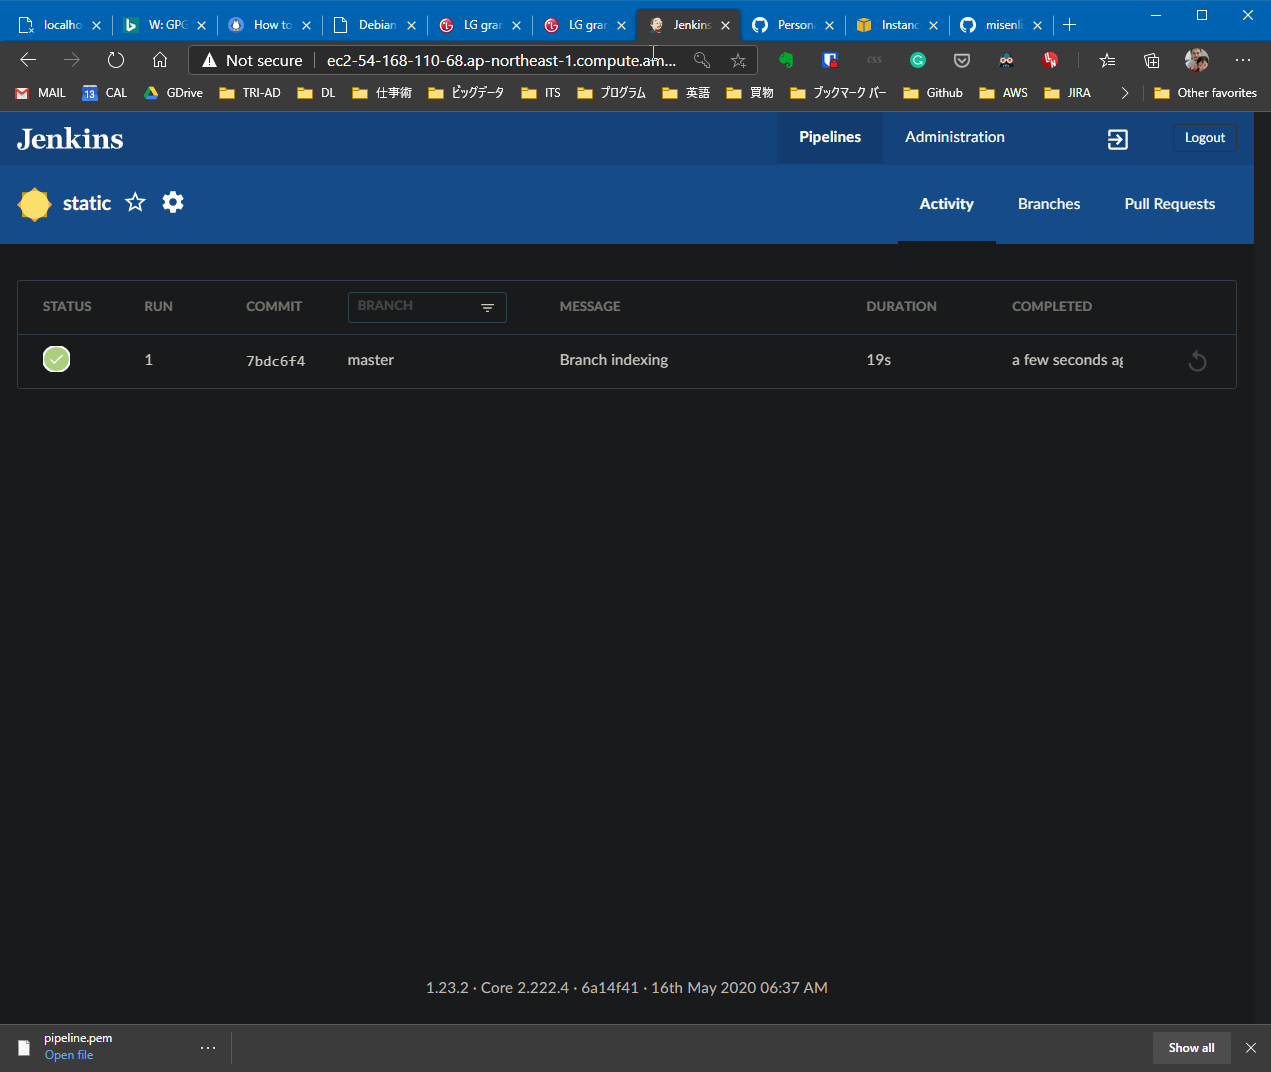 localho W: GPG How to Debian LG gran LG gran Jenkins Person Instanc misenli
Not secure ec2-54-168-110-68.ap-northeast-1.compute.am...
MAIL 13 CAL GDrive TRI-AD DL 仕事術 ビッグデータ ITS プログラム 英語 買物 ブックマーク バー Github AWS JIRA Other favorites
Jenkins Pipelines Administration Logout
static Activity Branches Pull Requests
STATUS RUN COMMIT BRANCH MESSAGE DURATION COMPLETED
1 7bdc6f4 master Branch indexing 19s a few seconds ag
1.23.2 · Core 2.222.4 · 6a14f41 · 16th May 2020 06:37 AM
pipeline.pem
Open file
Show all